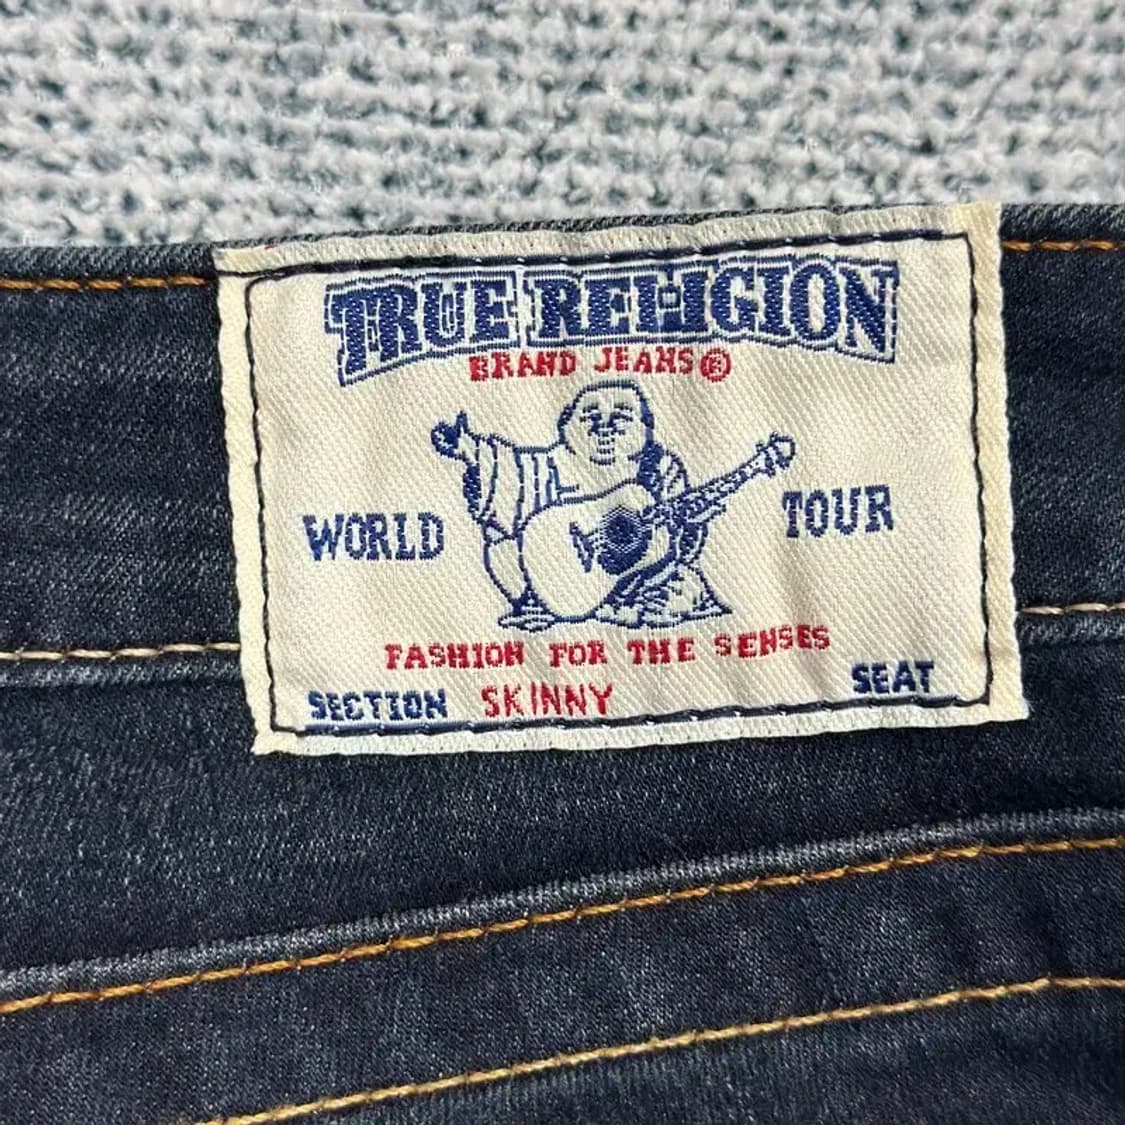 TRUE RELIGION
BRAND JEANS®
WORLD TOUR
FASHION FOR THE SENSES
SECTION SKINNY SEAT